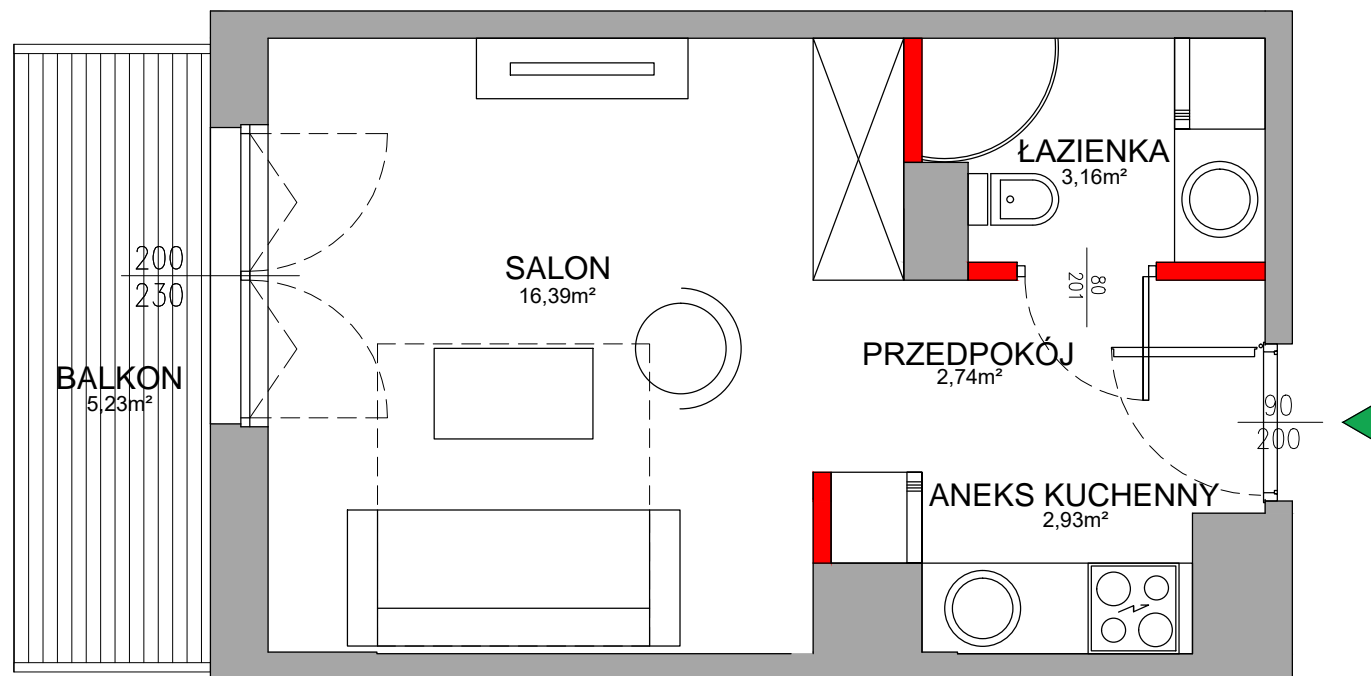 ŁAZIENKA
3,16m²
200
230
SALON
16,39m²
80
201
PRZEDPOKÓJ
2,74m²
BALKON
5,23m²
90
200
ANEKS KUCHENNY
2,93m²